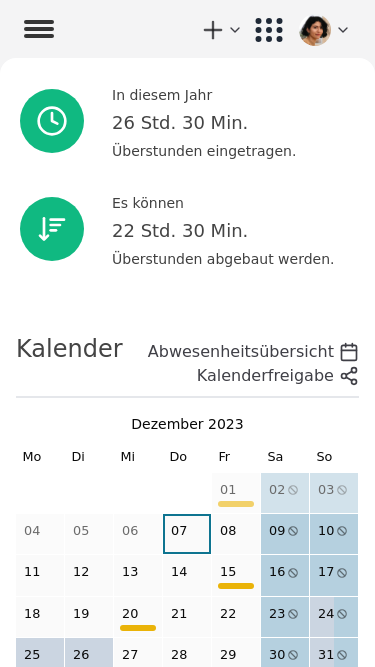 In diesem Jahr
26 Std. 30 Min.
Überstunden eingetragen.
Es können
22 Std. 30 Min.
Überstunden abgebaut werden.
Kalender
Abwesenheitsübersicht
Kalenderfreigabe
Dezember 2023
Mo Di Mi Do Fr Sa So
01 02 03
04 05 06 07 08 09 10
11 12 13 14 15 16 17
18 19 20 21 22 23 24
25 26 27 28 29 30 31